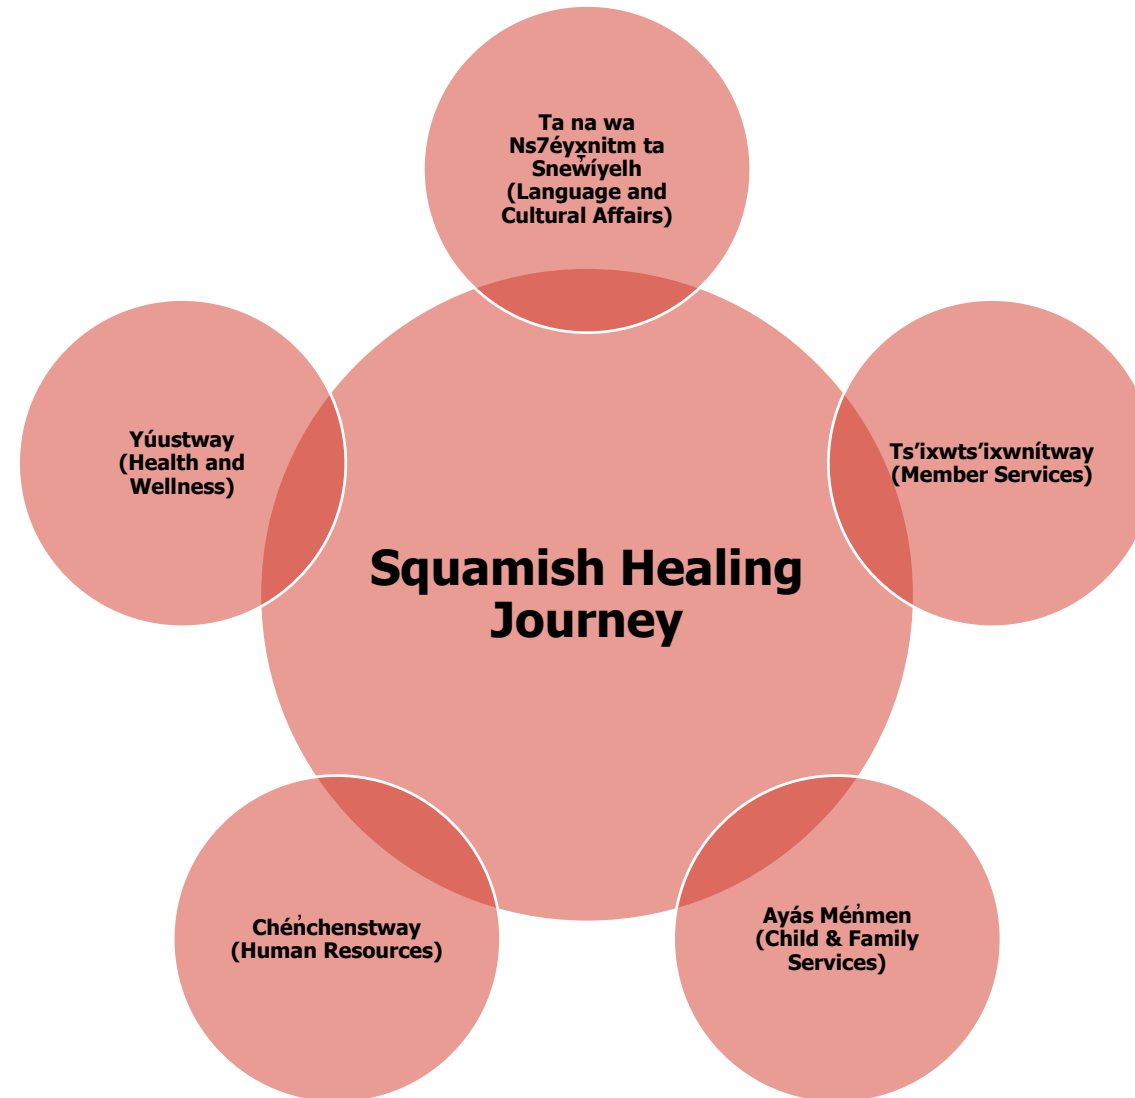 Ta na wa
Ns7éyx̱nitm ta
Snew̓íyelh
(Language and
Cultural Affairs)
Yúustway
(Health and
Wellness)
Ts’ixwts’ixwnítway
(Member Services)
Squamish Healing
Journey
Chén̓chenstway
(Human Resources)
Ayás Mén̓men
(Child & Family
Services)